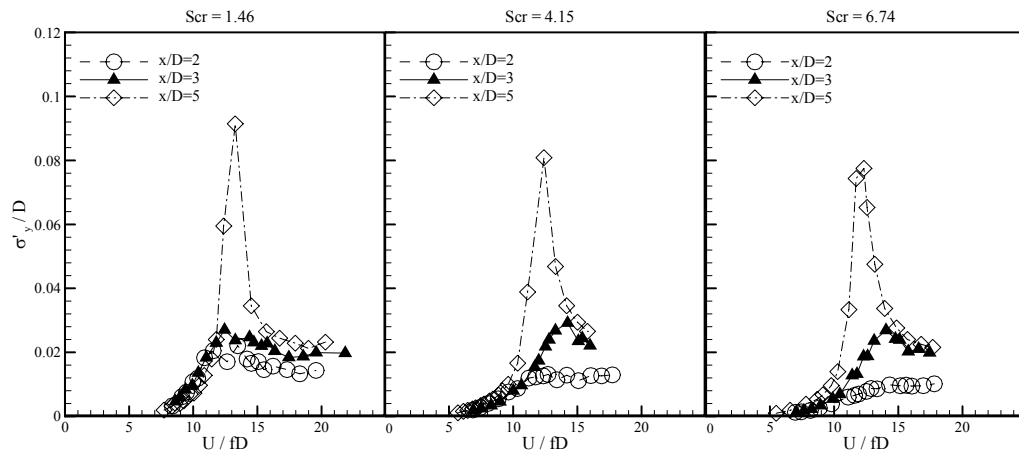 Scr = 1.46
Scr = 4.15
Scr = 6.74
0.12
0.1
0.08
0.06
0.04
0.02
0
σ'y / D
x/D=2
x/D=3
x/D=5
0 5 10 15 20
U / fD
x/D=2
x/D=3
x/D=5
0 5 10 15 20
U / fD
x/D=2
x/D=3
x/D=5
0 5 10 15 20
U / fD